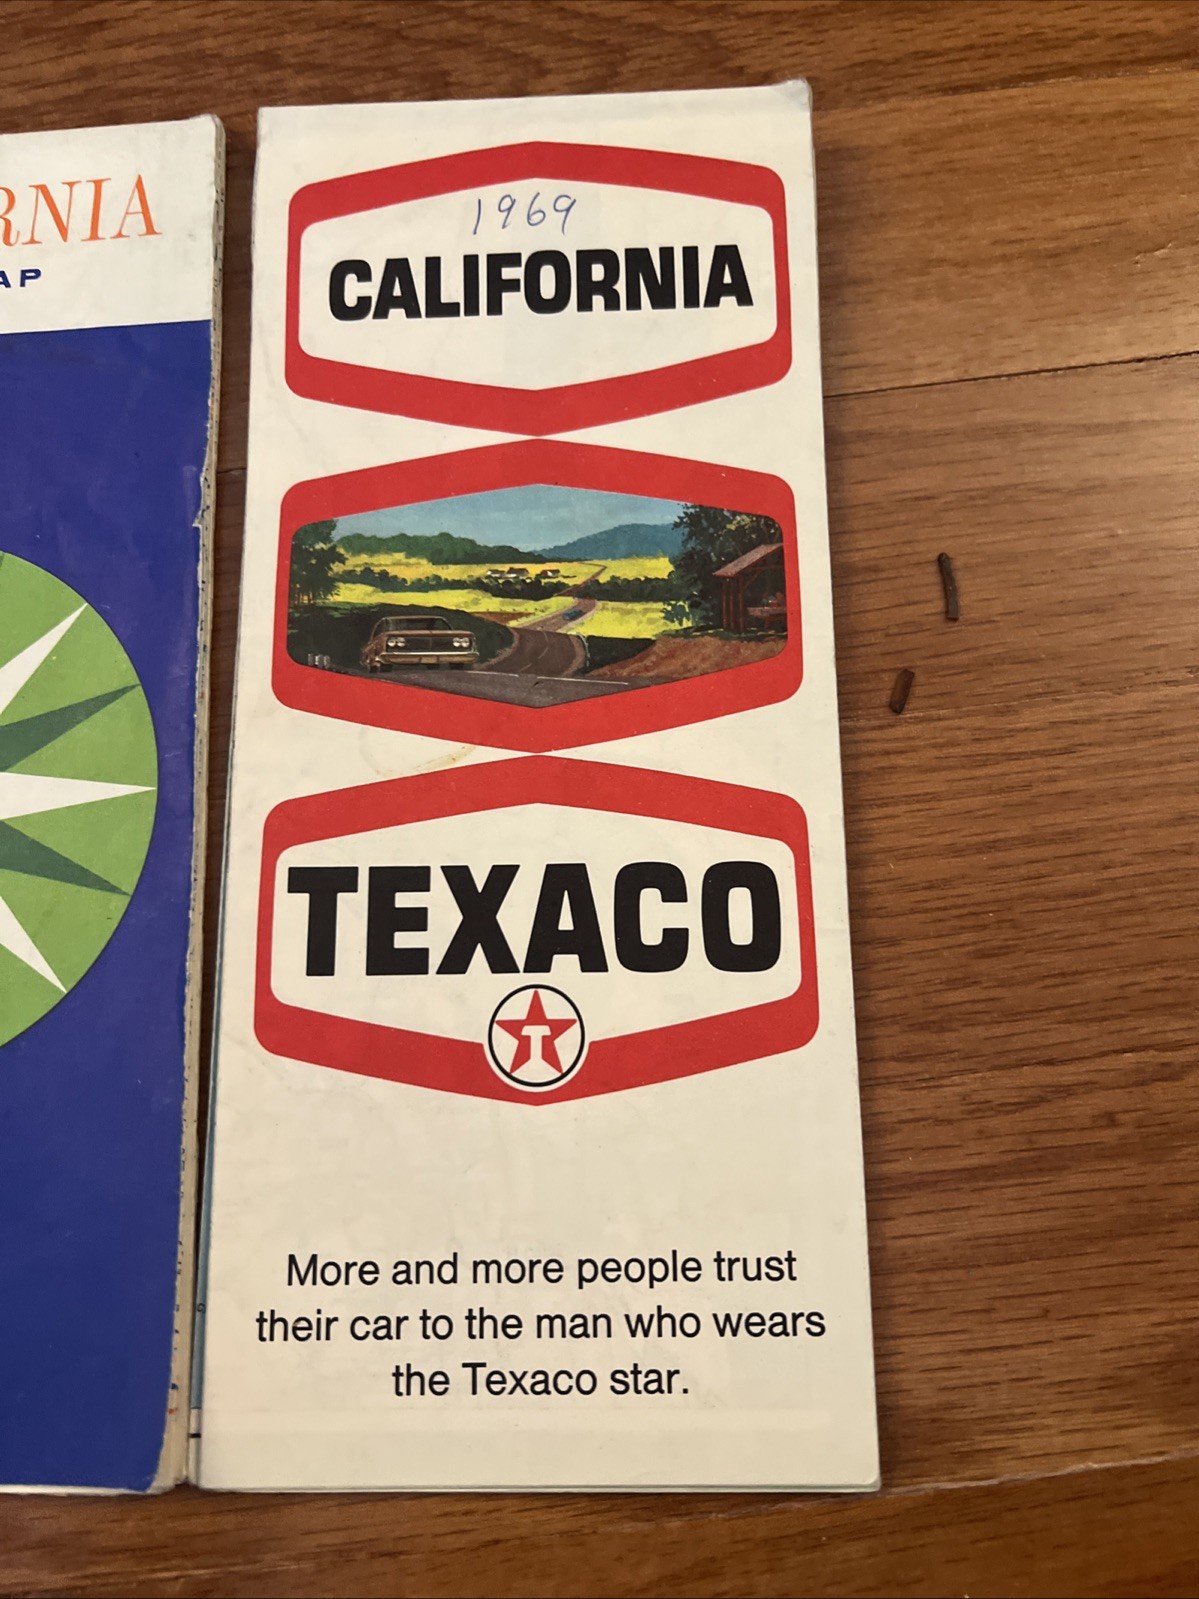 RNIA
AP
1969
CALIFORNIA
TEXACO
T
More and more people trust
their car to the man who wears
the Texaco star.